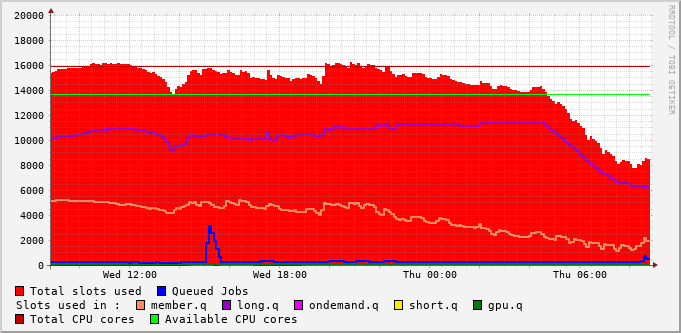 20000
18000
16000
14000
12000
10000
8000
6000
4000
2000
0
Wed 12:00 Wed 18:00 Thu 00:00 Thu 06:00
RRDTOOL / TOBI OETIKER
Total slots used Queued Jobs
Slots used in : member.q long.q ondemand.q short.q gpu.q
Total CPU cores Available CPU cores